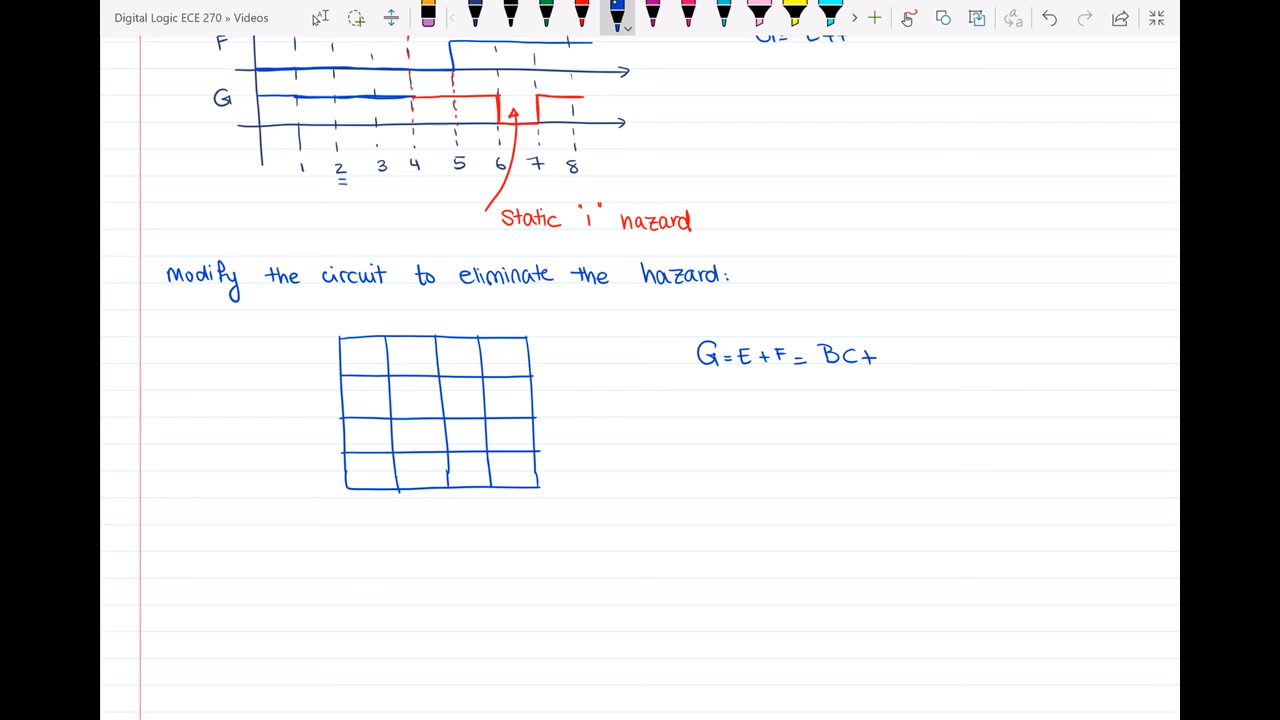 Digital Logic ECE 270 » Videos
F
G
1 2 3 4 5 6 7 8
Static "1" hazard
Modify the circuit to eliminate the hazard:
G = E + F = BC +